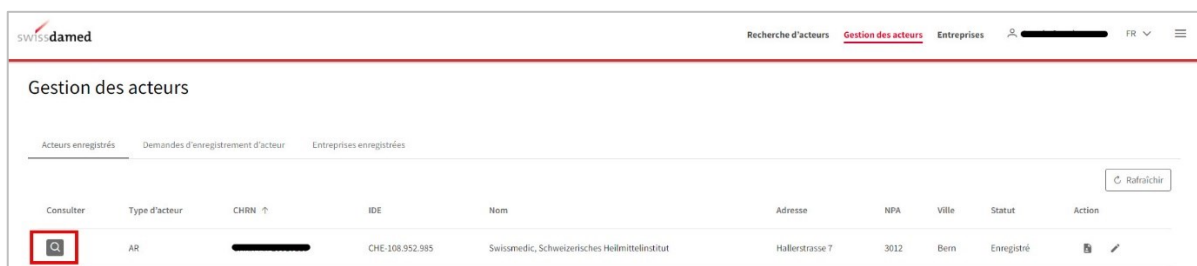 swissdamed
Recherche d'acteurs Gestion des acteurs Entreprises FR
Gestion des acteurs
Acteurs enregistrés Demandes d'enregistrement d'acteur Entreprises enregistrées
Rafraîchir
Consulter Type d'acteur CHRN ↑ IDE Nom Adresse NPA Ville Statut Action
AR CHE-108.952.985 Swissmedic, Schweizerisches Heilmittelinstitut Hallerstrasse 7 3012 Bern Enregistré